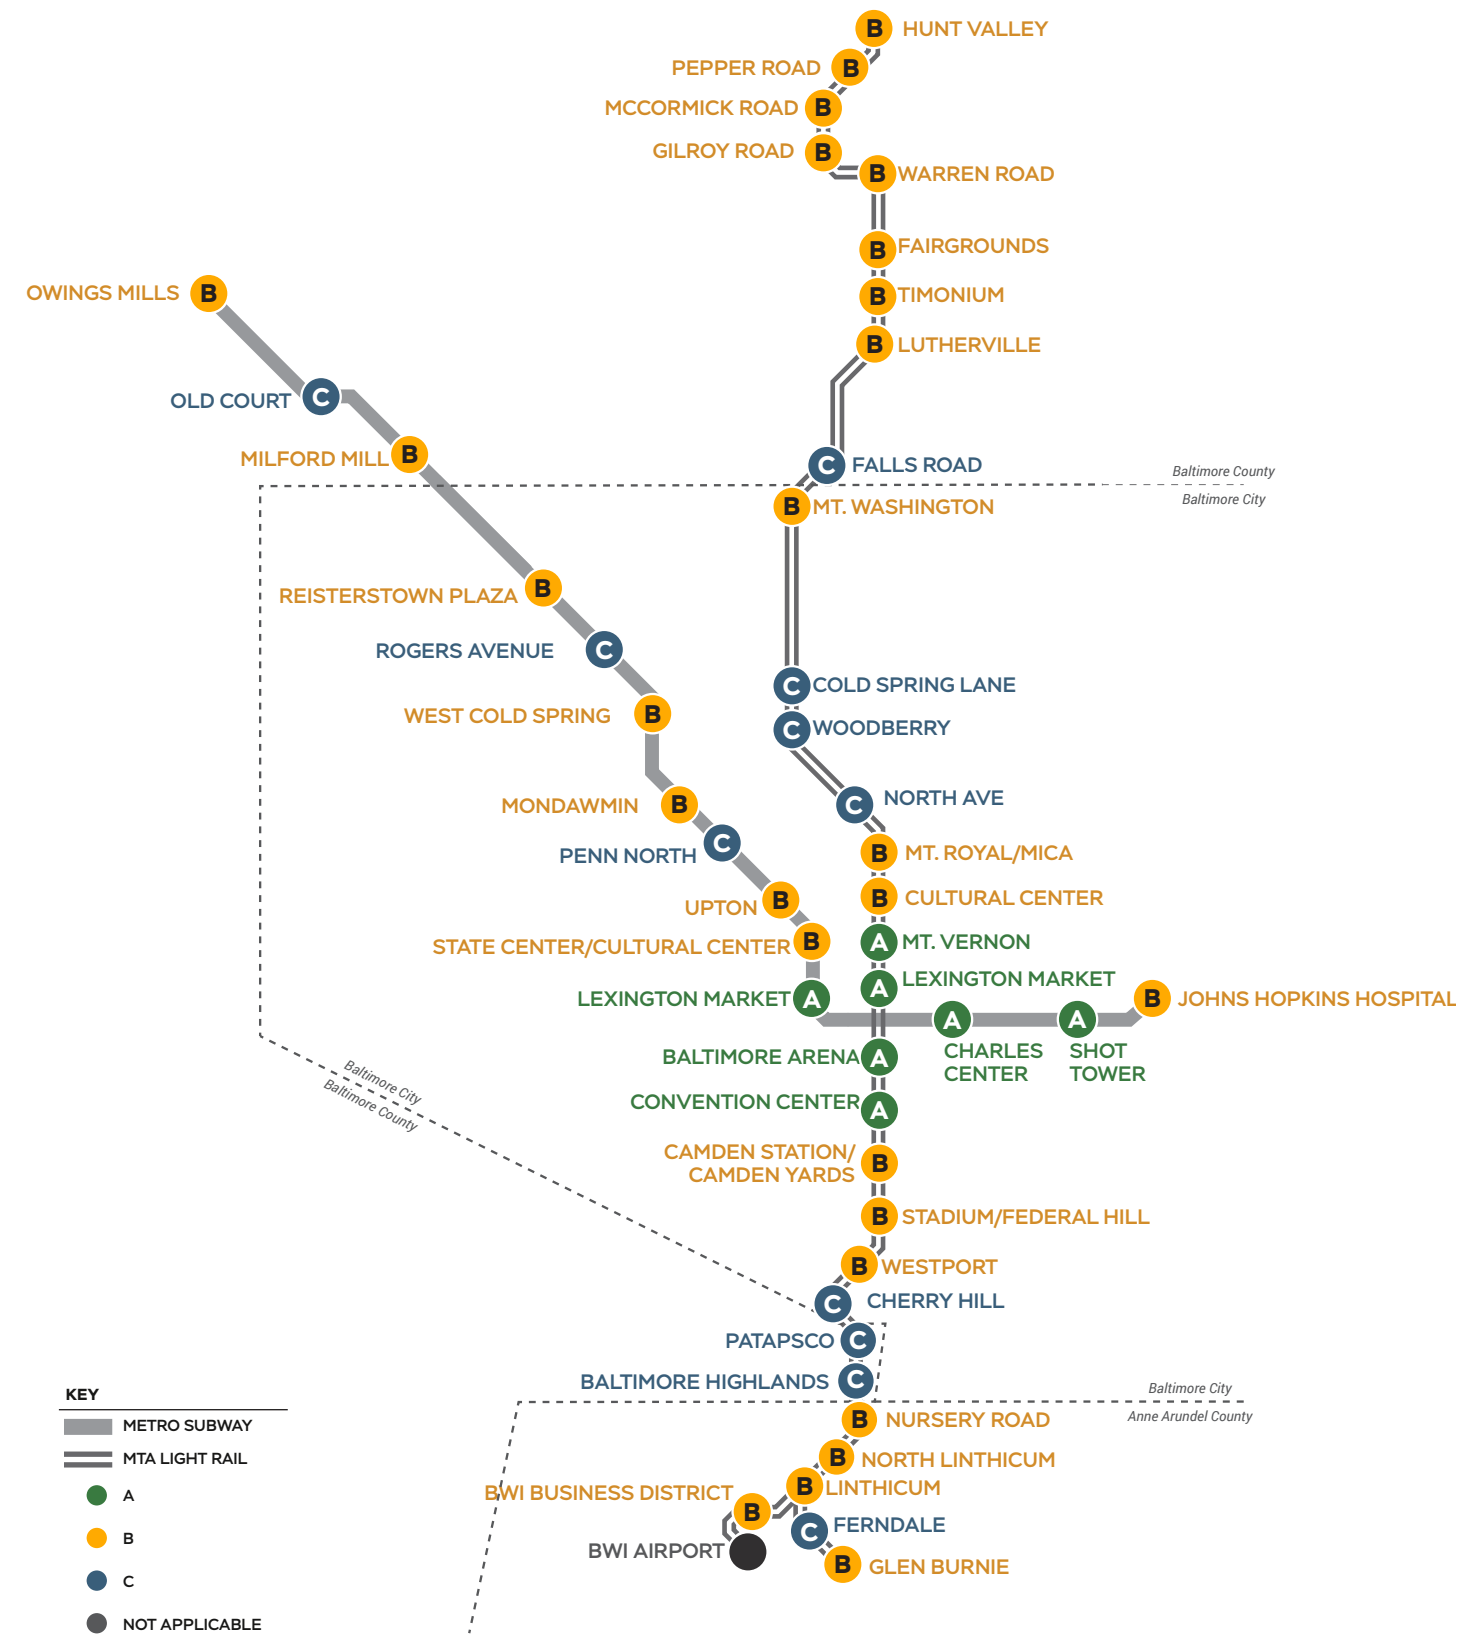 B HUNT VALLEY
PEPPER ROAD B
MCCORMICK ROAD B
GILROY ROAD B
B WARREN ROAD
B FAIRGROUNDS
OWINGS MILLS B
B TIMONIUM
B LUTHERVILLE
OLD COURT C
MILFORD MILL B
C FALLS ROAD
Baltimore County
Baltimore City
B MT. WASHINGTON
REISTERSTOWN PLAZA B
ROGERS AVENUE C
C COLD SPRING LANE
WEST COLD SPRING B
C WOODBERRY
MONDAWMIN B
C NORTH AVE
PENN NORTH C
B MT. ROYAL/MICA
UPTON B
B CULTURAL CENTER
STATE CENTER/CULTURAL CENTER B
A MT. VERNON
A LEXINGTON MARKET
LEXINGTON MARKET A
B JOHNS HOPKINS HOSPITAL
A
CHARLES
CENTER
A
SHOT
TOWER
BALTIMORE ARENA A
Baltimore City
Baltimore County
CONVENTION CENTER A
CAMDEN STATION/
CAMDEN YARDS
B
B STADIUM/FEDERAL HILL
B WESTPORT
C CHERRY HILL
PATAPSCO C
BALTIMORE HIGHLANDS C
Baltimore City
Anne Arundel County
B NURSERY ROAD
B NORTH LINTHICUM
B LINTHICUM
BWI BUSINESS DISTRICT B
C FERNDALE
BWI AIRPORT
B GLEN BURNIE
KEY
METRO SUBWAY
MTA LIGHT RAIL
A
B
C
NOT APPLICABLE